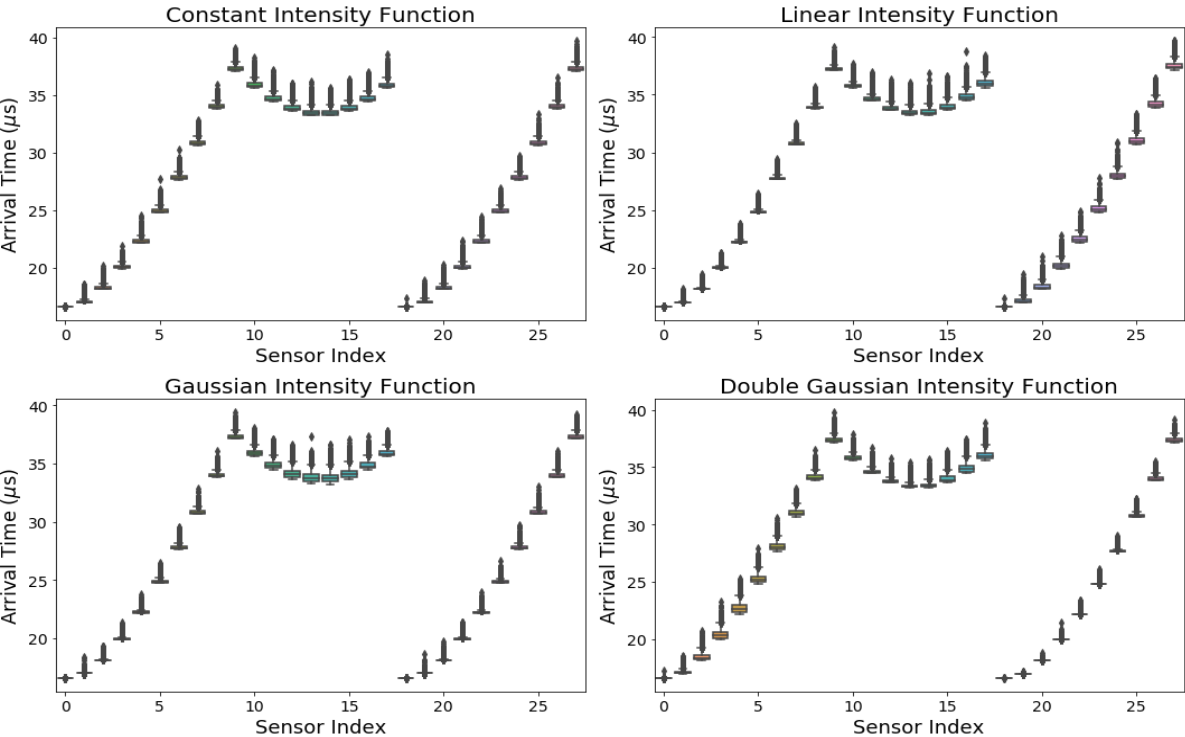 Constant Intensity Function
40
35
30
25
20
Arrival Time (μs)
0 5 10 15 20 25
Sensor Index
Linear Intensity Function
40
35
30
25
20
Arrival Time (μs)
0 5 10 15 20 25
Sensor Index
Gaussian Intensity Function
40
35
30
25
20
Arrival Time (μs)
0 5 10 15 20 25
Sensor Index
Double Gaussian Intensity Function
40
35
30
25
20
Arrival Time (μs)
0 5 10 15 20 25
Sensor Index